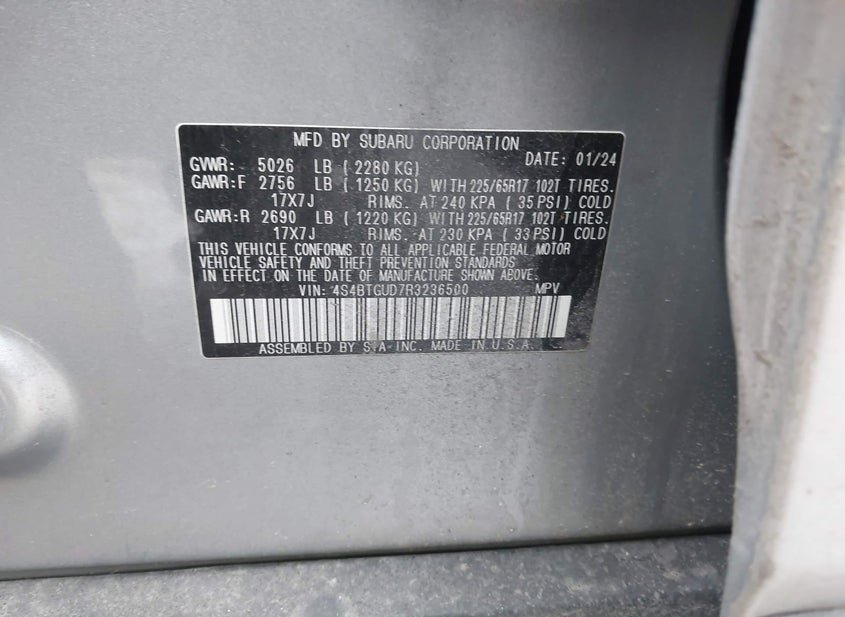 MFD BY SUBARU CORPORATION
GVWR: 5026 LB ( 2280 KG) DATE: 01/24
GAWR:F 2756 LB ( 1250 KG) WITH 225/65R17 102T TIRES.
17X7J RIMS. AT 240 KPA ( 35 PSI) COLD
GAWR:R 2690 LB ( 1220 KG) WITH 225/65R17 102T TIRES.
17X7J RIMS. AT 230 KPA ( 33 PSI) COLD
THIS VEHICLE CONFORMS TO ALL APPLICABLE FEDERAL MOTOR
VEHICLE SAFETY AND THEFT PREVENTION STANDARDS
IN EFFECT ON THE DATE OF MANUFACTURE SHOWN ABOVE.
VIN: 4S4BTGUD7R3236500 MPV
ASSEMBLED BY S-I-A-INC. MADE IN U.S.A.